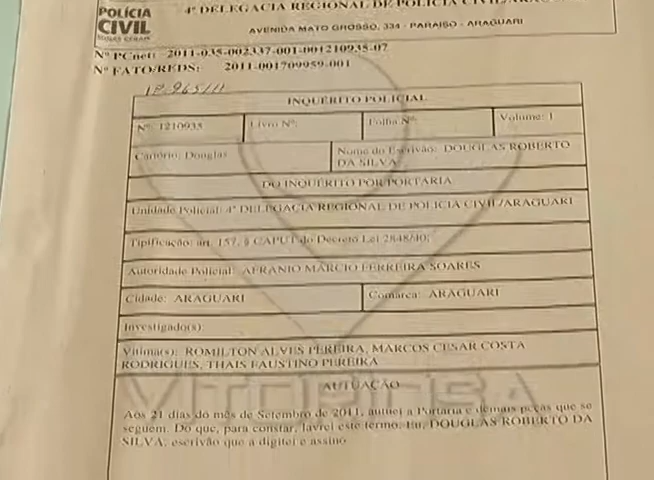 POLÍCIA
CIVIL
MINAS GERAIS
4ª DELEGACIA REGIONAL DE POLÍCIA CIVIL/ARAGUARI
AVENIDA MATO GROSSO, 334 - PARAÍSO - ARAGUARI
Nº PCnet: 2011-035-002337-001-001210935-07
Nº FATO/REDS: 2011-001709959-001
IP 265/11
INQUÉRITO POLICIAL
Nº: 1210935 Livro Nº: Folha Nº: Volume: 1
Cartório: Douglas Nome do Escrivão: DOUGLAS ROBERTO
DA SILVA
DO INQUÉRITO POR PORTARIA
Unidade Policial: 4ª DELEGACIA REGIONAL DE POLÍCIA CIVIL/ARAGUARI
Tipificação: art. 157, § CAPUT do Decreto Lei 2848/40;
Autoridade Policial: AFRANIO MARCIO FERREIRA SOARES
Cidade: ARAGUARI Comarca: ARAGUARI
Investigado(s):
Vítima(s): ROMILTON ALVES PEREIRA, MARCOS CESAR COSTA
RODRIGUES, THAIS FAUSTINO PEREIRA
AUTUAÇÃO
Aos 21 dias do mês de Setembro de 2011, autuei a Portaria e demais peças que se
seguem. Do que, para constar, lavrei este termo. Eu, DOUGLAS ROBERTO DA
SILVA, escrivão que a digitei e assino